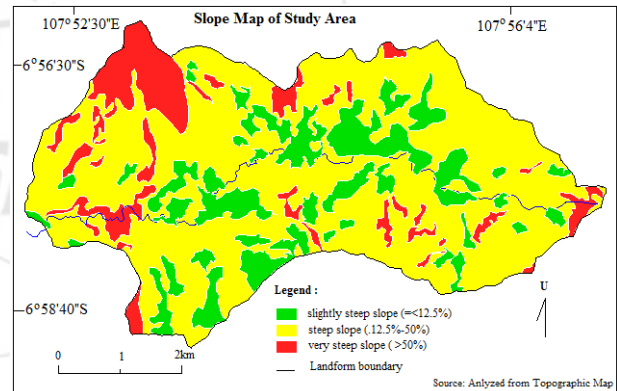 Slope Map of Study Area
107°52'30"E
107°56'4"E
6°56'30"S
6°58'40"S
Legend :
slightly steep slope (=<12.5%)
steep slope (.12.5%-50%)
very steep slope ( >50%)
Landform boundary
U
0 1 2km
Source: Anlyzed from Topographic Map